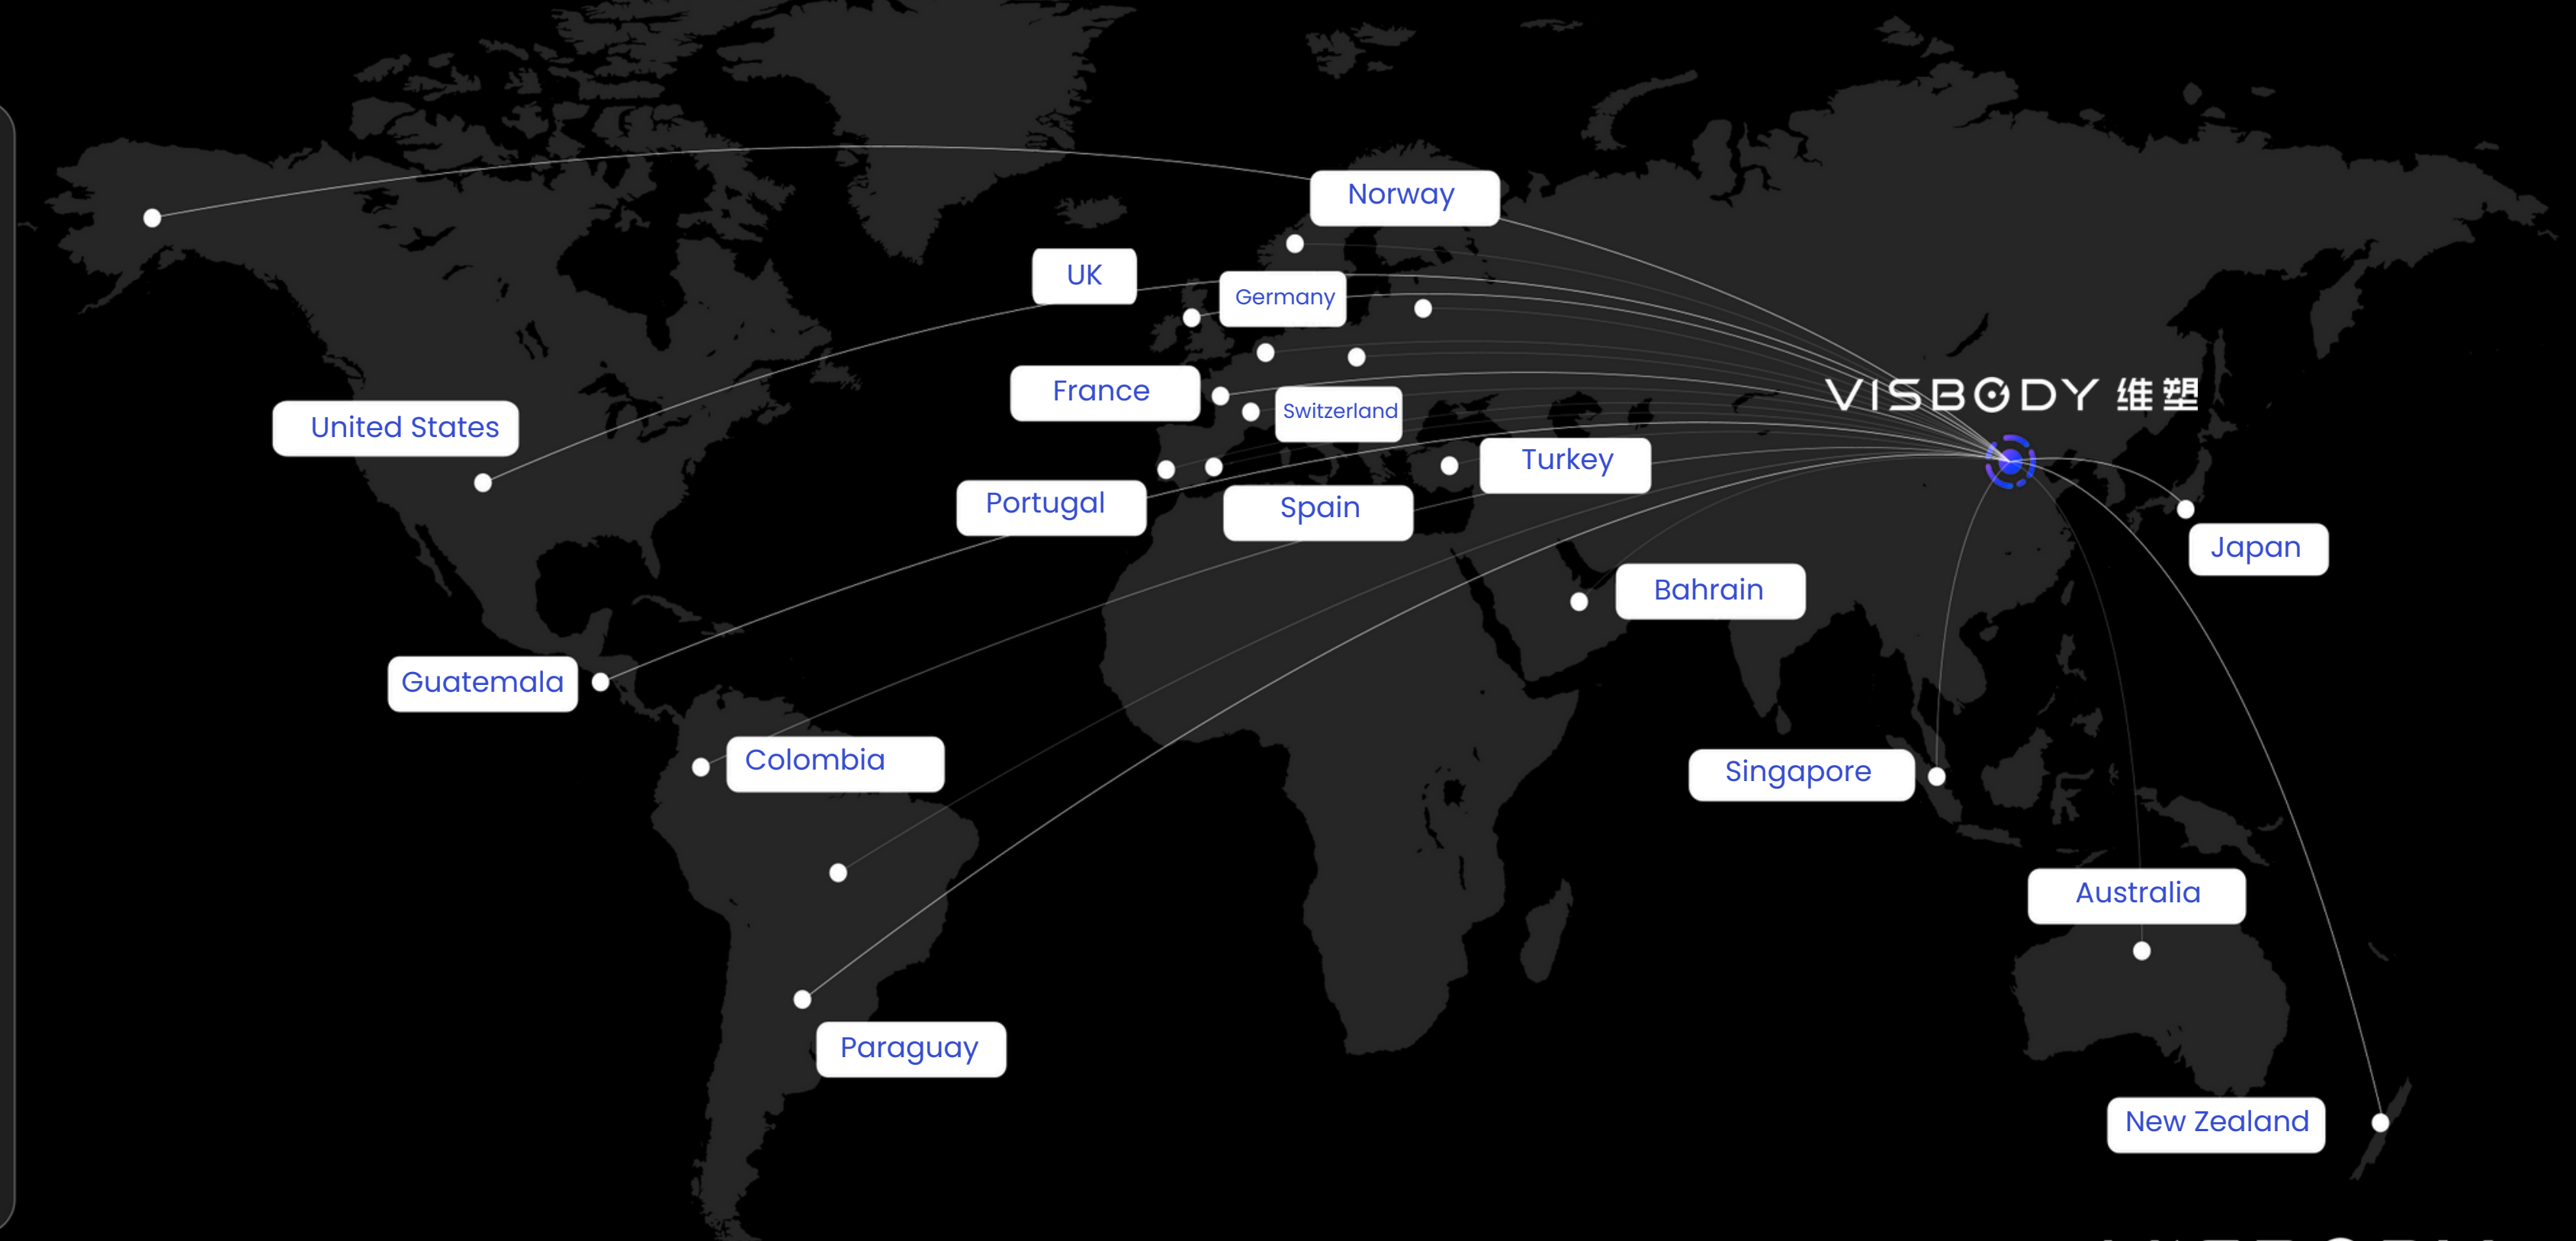 Norway
UK
Germany
France
Switzerland
VISBODY 维塑
United States
Turkey
Portugal
Spain
Japan
Bahrain
Guatemala
Colombia
Singapore
Australia
Paraguay
New Zealand